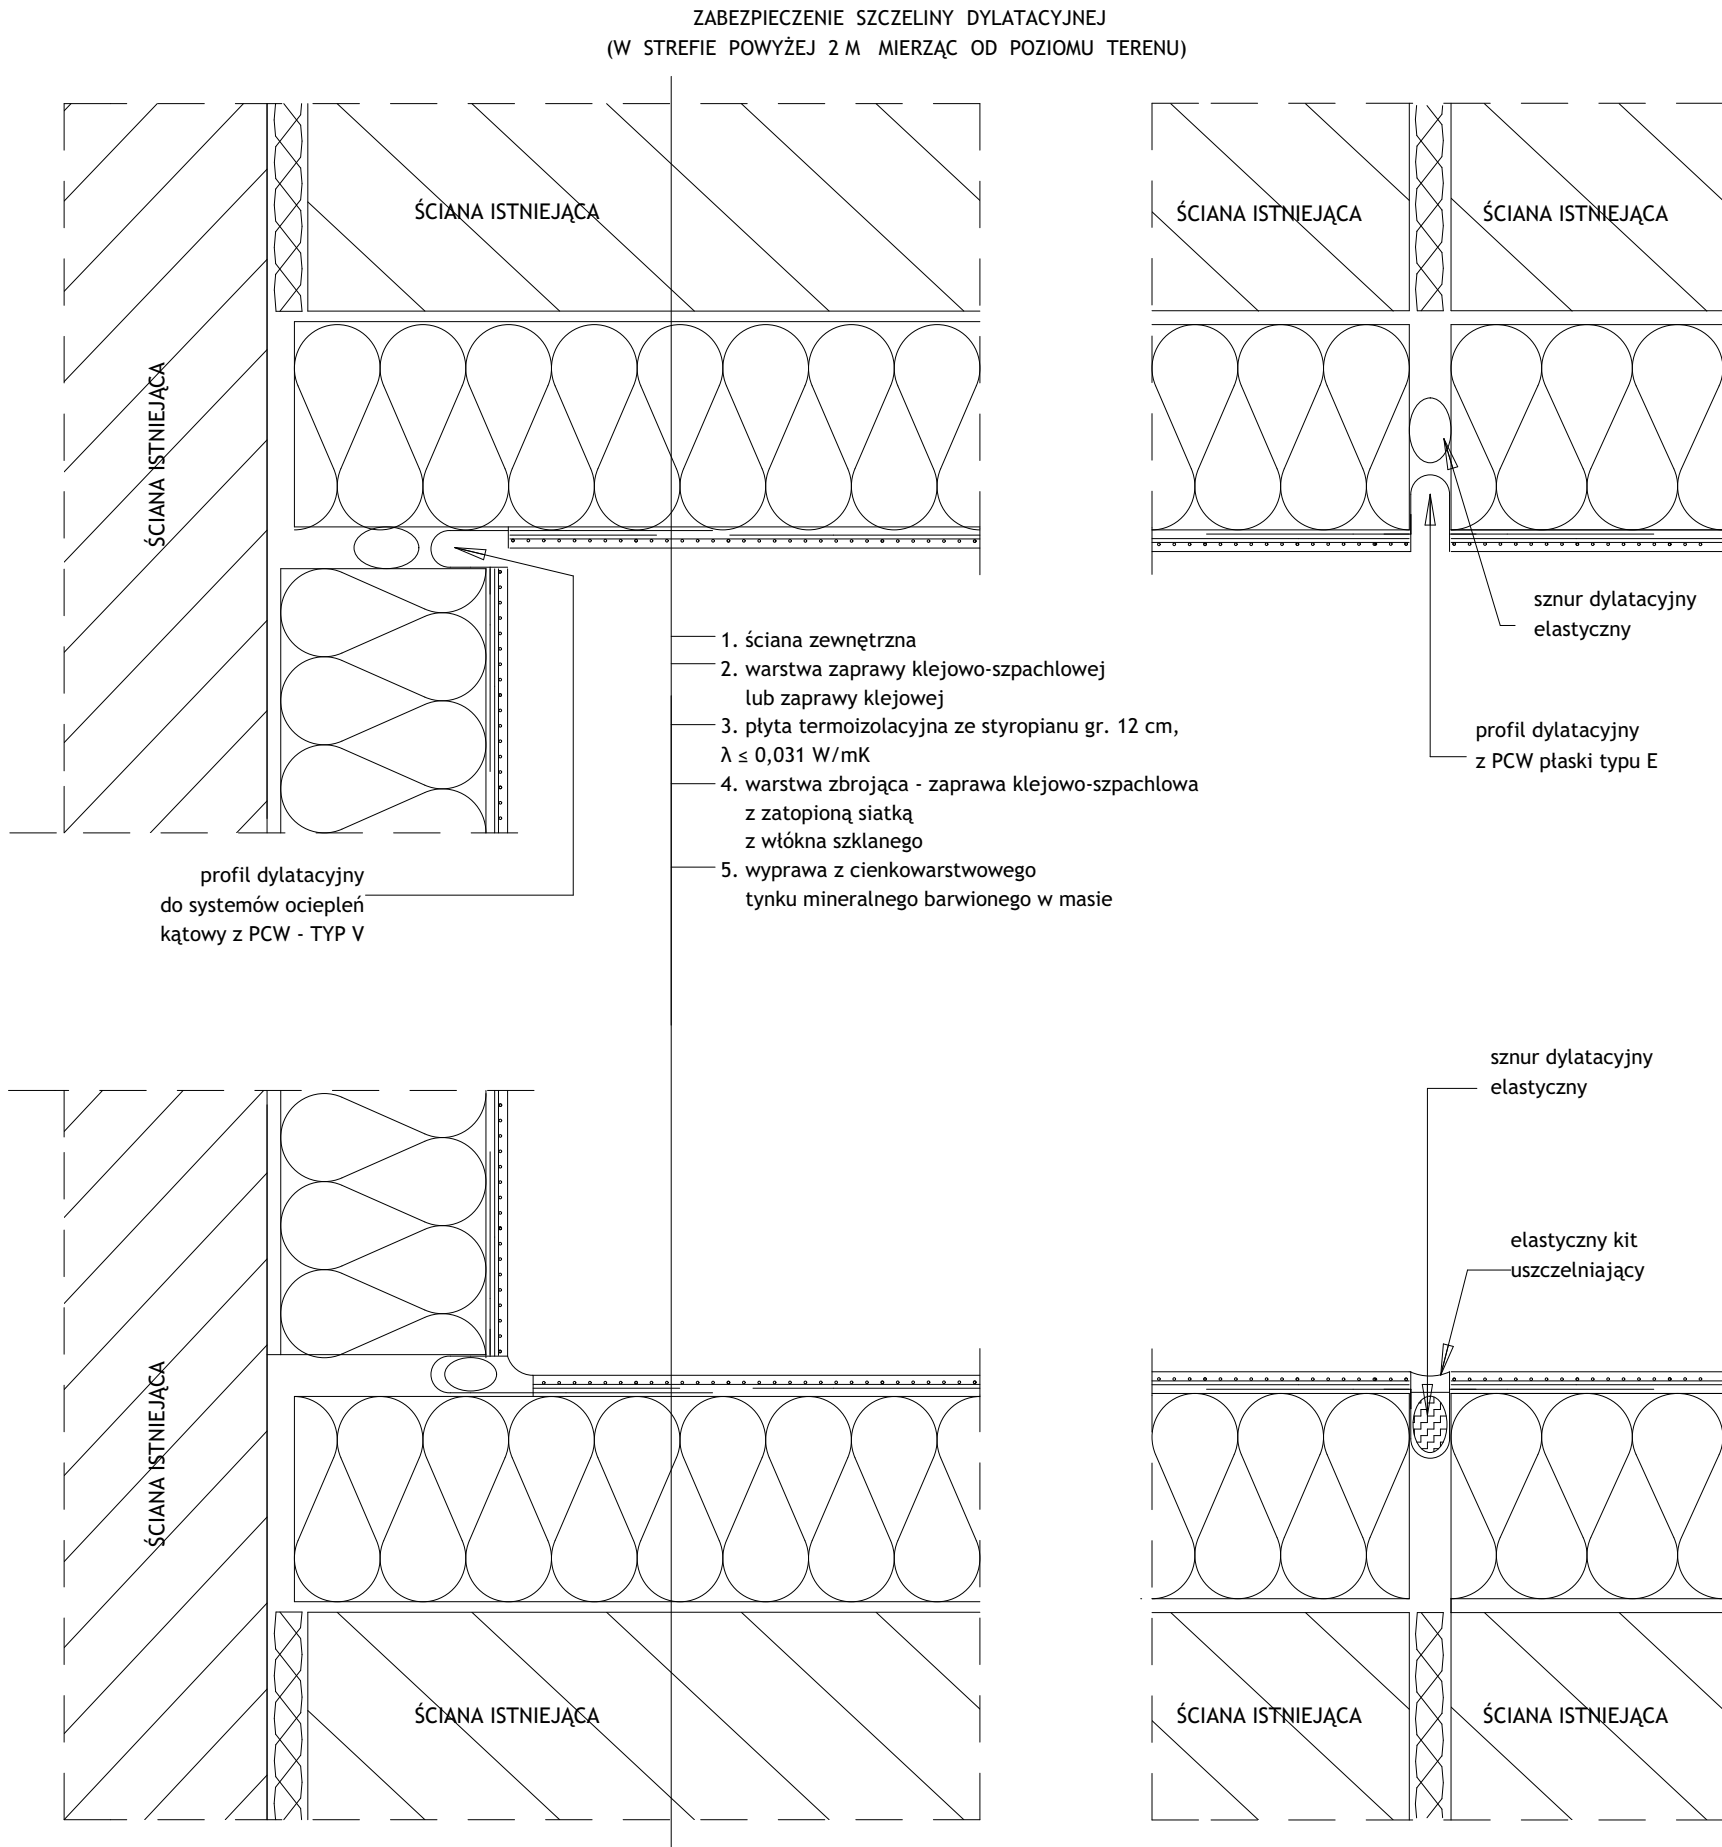 ZABEZPIECZENIE SZCZELINY DYLATACYJNEJ
(W STREFIE POWYŻEJ 2 M MIERZĄC OD POZIOMU TERENU)
ŚCIANA ISTNIEJĄCA
ŚCIANA ISTNIEJĄCA
ŚCIANA ISTNIEJĄCA
ŚCIANA ISTNIEJĄCA
sznur dylatacyjny
elastyczny
profil dylatacyjny
z PCW płaski typu E
1. ściana zewnętrzna
2. warstwa zaprawy klejowo-szpachlowej
lub zaprawy klejowej
3. płyta termoizolacyjna ze styropianu gr. 12 cm,
λ ≤ 0,031 W/mK
4. warstwa zbrojąca - zaprawa klejowo-szpachlowa
z zatopioną siatką
z włókna szklanego
5. wyprawa z cienkowarstwowego
tynku mineralnego barwionego w masie
profil dylatacyjny
do systemów ociepleń
kątowy z PCW - TYP V
sznur dylatacyjny
elastyczny
elastyczny kit
uszczelniający
ŚCIANA ISTNIEJĄCA
ŚCIANA ISTNIEJĄCA
ŚCIANA ISTNIEJĄCA
ŚCIANA ISTNIEJĄCA